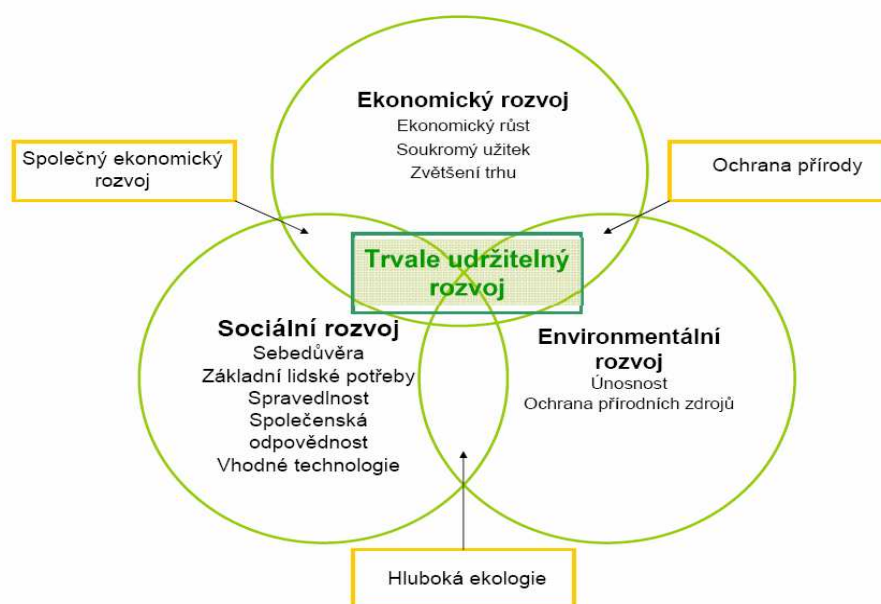 Ekonomický rozvoj
Ekonomický růst
Soukromý užitek
Zvětšení trhu
Společný ekonomický
rozvoj
Ochrana přírody
Trvale udržitelný
rozvoj
Sociální rozvoj
Sebedůvěra
Základní lidské potřeby
Spravedlnost
Společenská
odpovědnost
Vhodné technologie
Environmentální
rozvoj
Únosnost
Ochrana přírodních zdrojů
Hluboká ekologie